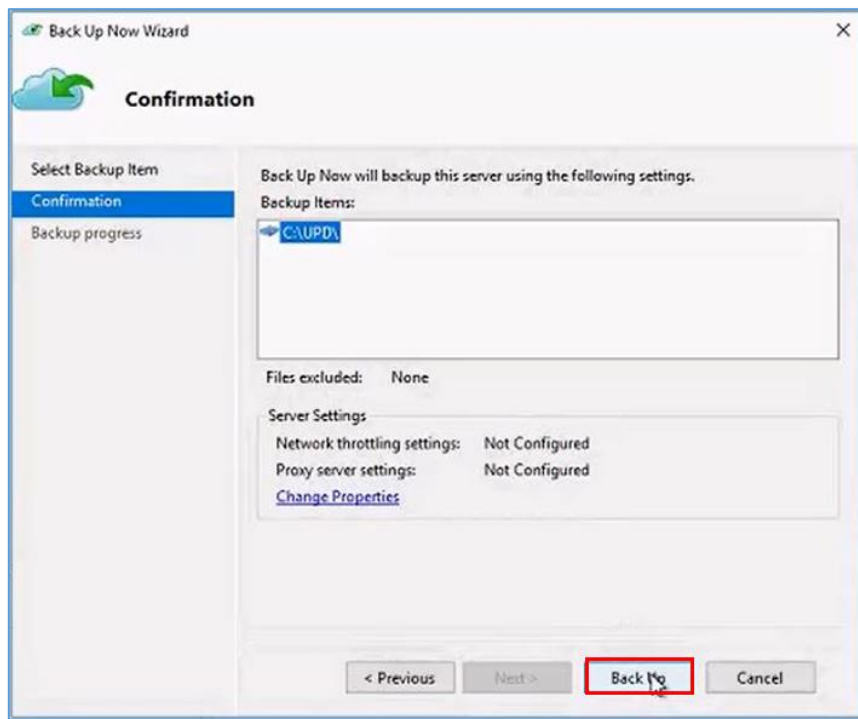 Back Up Now Wizard
Confirmation
Select Backup Item
Confirmation
Backup progress
Back Up Now will backup this server using the following settings.
Backup Items:
C:\UPD\
Files excluded: None
Server Settings
Network throttling settings: Not Configured
Proxy server settings: Not Configured
Change Properties
< Previous Next > Back Up Cancel